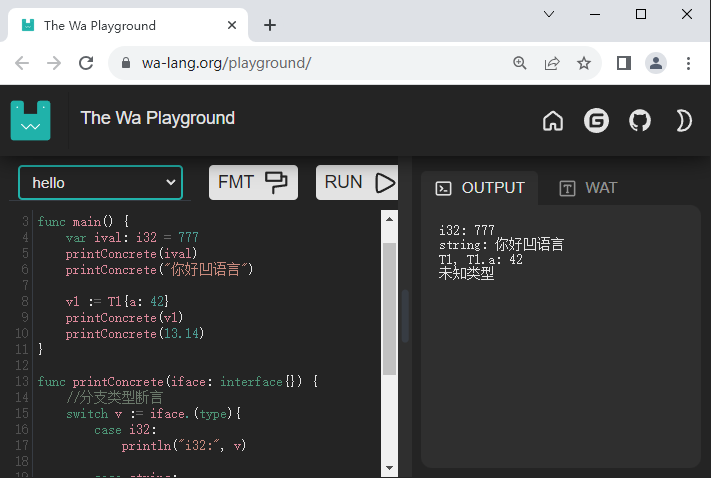 The Wa Playground
wa-lang.org/playground/
The Wa Playground
hello
FMT
RUN
3 func main() {
4 var ival: i32 = 777
5 printConcrete(ival)
6 printConcrete("你好凹语言")
7
8 v1 := T1{a: 42}
9 printConcrete(v1)
10 printConcrete(13.14)
11 }
12
13 func printConcrete(iface: interface{}) {
14 //分支类型断言
15 switch v := iface.(type){
16 case i32:
17 println("i32:", v)
18
19 case string:
OUTPUT
WAT
i32: 777
string: 你好凹语言
T1, T1.a: 42
未知类型